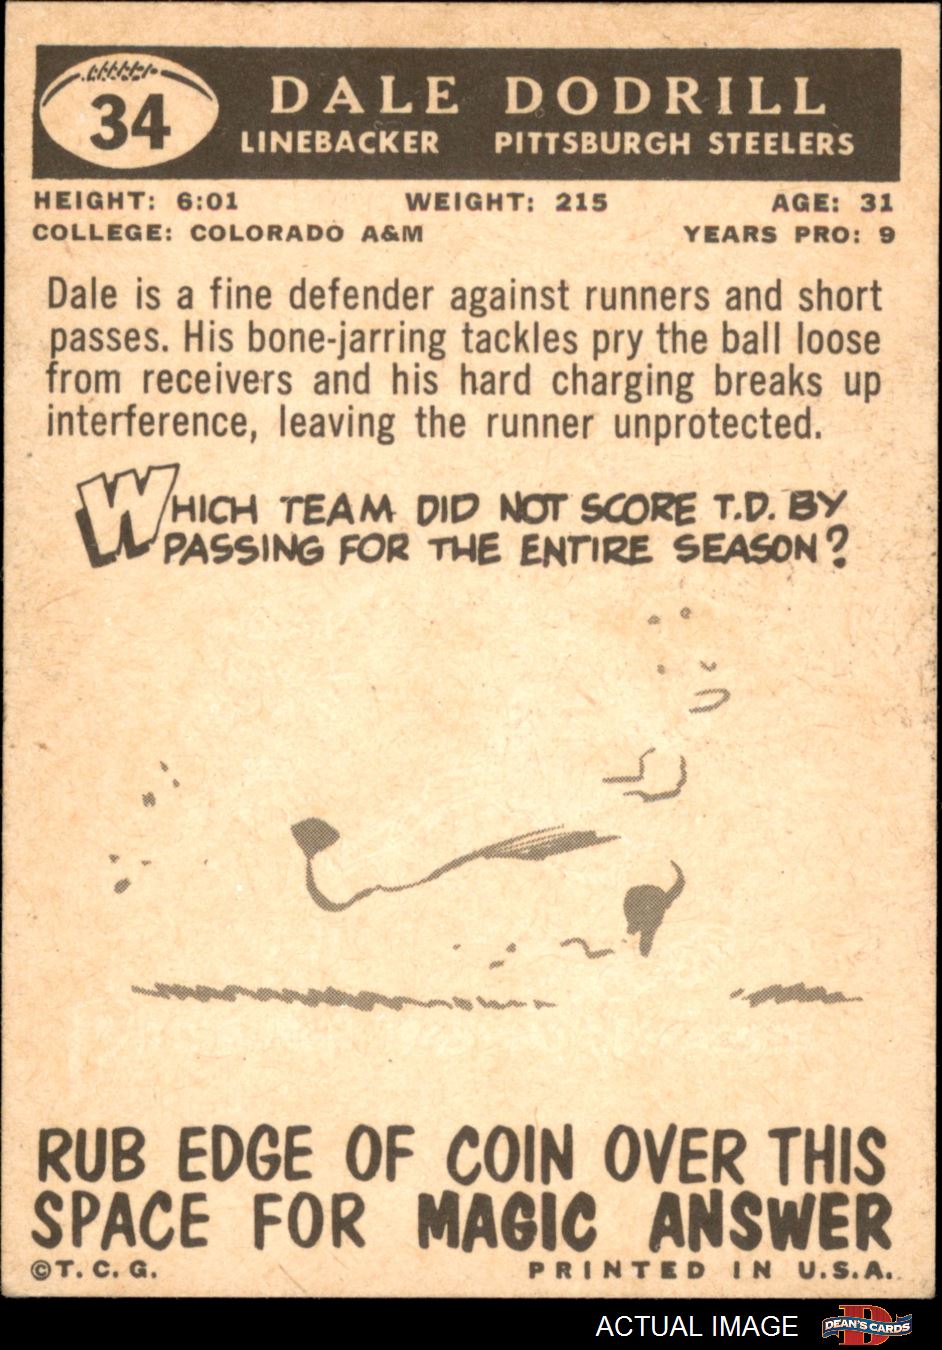 34
DALE DODRILL
LINEBACKER PITTSBURGH STEELERS
HEIGHT: 6:01 WEIGHT: 215 AGE: 31
COLLEGE: COLORADO A&M YEARS PRO: 9
Dale is a fine defender against runners and short
passes. His bone-jarring tackles pry the ball loose
from receivers and his hard charging breaks up
interference, leaving the runner unprotected.
WHICH TEAM DID NOT SCORE T.D. BY
PASSING FOR THE ENTIRE SEASON?
RUB EDGE OF COIN OVER THIS
SPACE FOR MAGIC ANSWER
©T. C. G. PRINTED IN U.S.A.
ACTUAL IMAGE DEAN'S CARDS